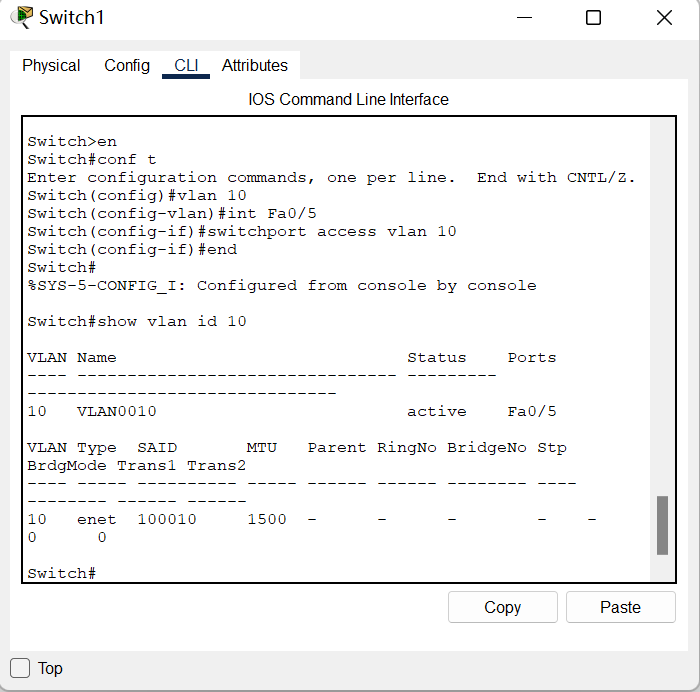 Switch1
Physical Config CLI Attributes
IOS Command Line Interface
Switch>en
Switch#conf t
Enter configuration commands, one per line.  End with CNTL/Z.
Switch(config)#vlan 10
Switch(config-vlan)#int Fa0/5
Switch(config-if)#switchport access vlan 10
Switch(config-if)#end
Switch#
%SYS-5-CONFIG_I: Configured from console by console
Switch#show vlan id 10
VLAN Name                             Status    Ports
---- -------------------------------- --------- -------------------------------
10   VLAN0010                         active    Fa0/5
VLAN Type  SAID       MTU   Parent RingNo BridgeNo Stp
BrdgMode Trans1 Trans2
---- ----- ---------- ----- ------ ------ -------- ----
-------- ------ ------
10   enet  100010     1500  -      -      -        -    -
0      0
Switch#
Copy Paste
Top